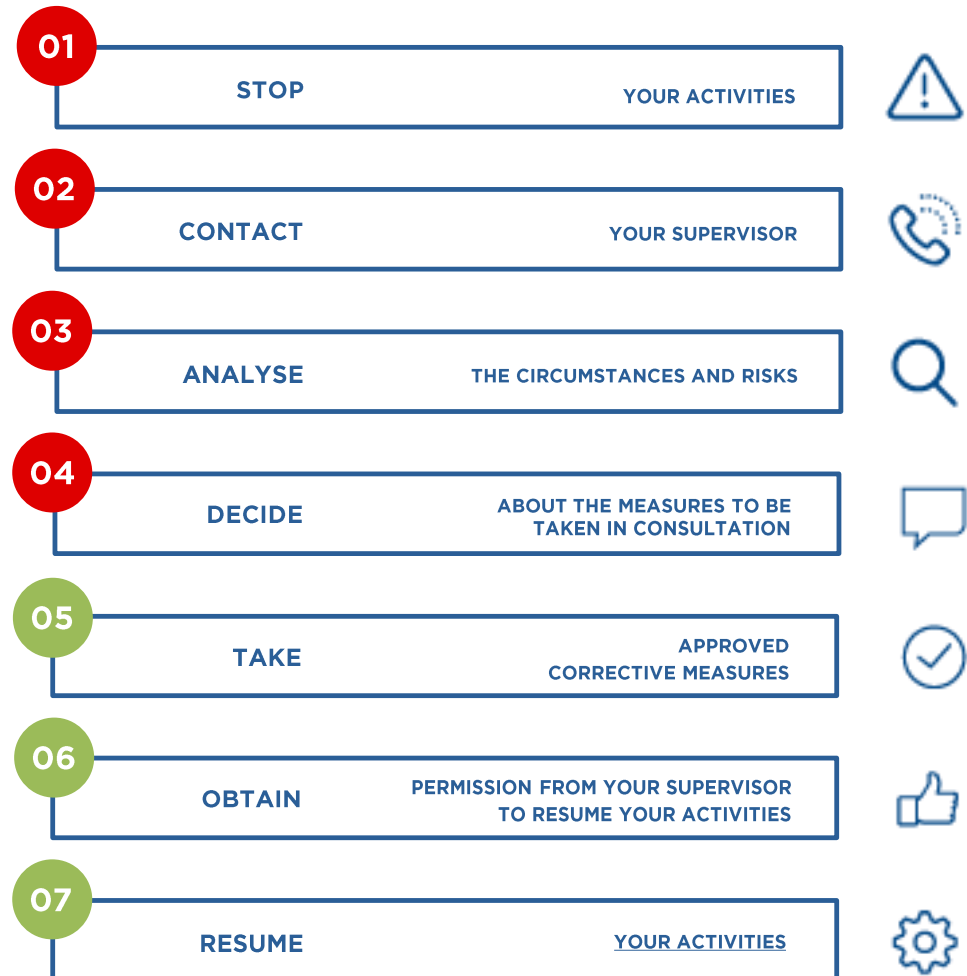 01
STOP YOUR ACTIVITIES
02
CONTACT YOUR SUPERVISOR
03
ANALYSE THE CIRCUMSTANCES AND RISKS
04
DECIDE ABOUT THE MEASURES TO BE
TAKEN IN CONSULTATION
05
TAKE APPROVED
CORRECTIVE MEASURES
06
OBTAIN PERMISSION FROM YOUR SUPERVISOR
TO RESUME YOUR ACTIVITIES
07
RESUME YOUR ACTIVITIES